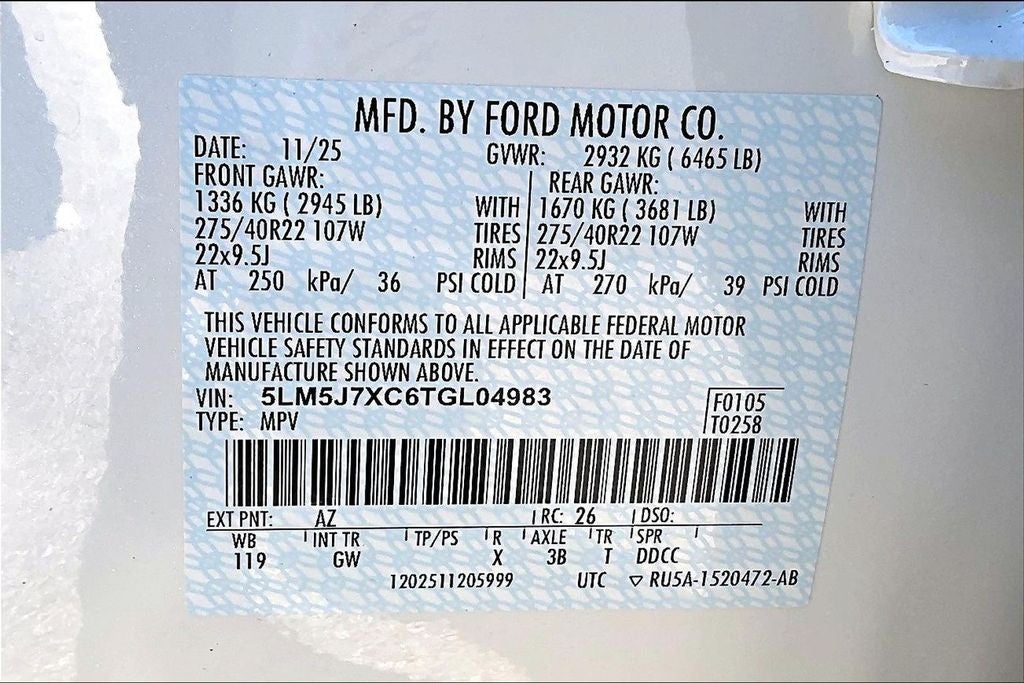 MFD. BY FORD MOTOR CO.
DATE: 11/25 GVWR: 2932 KG ( 6465 LB)
FRONT GAWR: REAR GAWR:
1336 KG ( 2945 LB) WITH 1670 KG ( 3681 LB) WITH
275/40R22 107W TIRES 275/40R22 107W TIRES
22x9.5J RIMS 22x9.5J RIMS
AT 250 kPa/ 36 PSI COLD AT 270 kPa/ 39 PSI COLD
THIS VEHICLE CONFORMS TO ALL APPLICABLE FEDERAL MOTOR
VEHICLE SAFETY STANDARDS IN EFFECT ON THE DATE OF
MANUFACTURE SHOWN ABOVE.
VIN: 5LM5J7XC6TGL04983 F0105
TYPE: MPV T0258
EXT PNT: AZ RC: 26 DSO:
WB INT TR TP/PS R AXLE TR SPR
119 GW X 3B T DDCC
1202511205999 UTC ▽ RU5A-1520472-AB